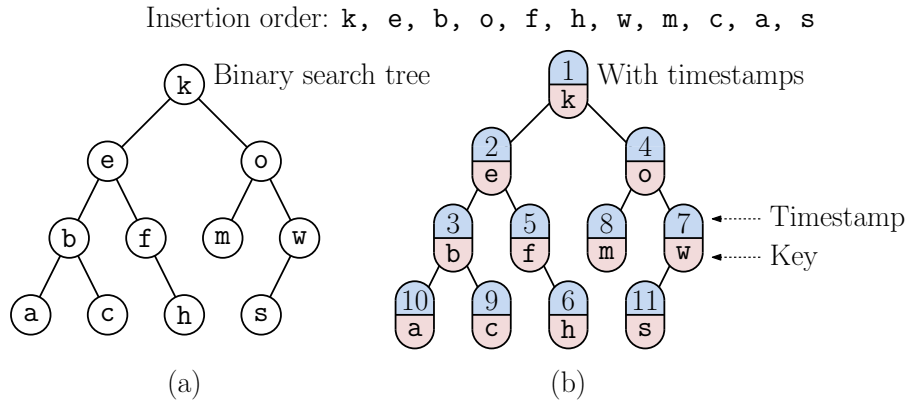 Insertion order: k, e, b, o, f, h, w, m, c, a, s
Binary search tree
k
e o
b f m w
a c h s
(a)
With timestamps
1
k
2 4
e o
3 5 8 7
b f m w
10 9 6 11
a c h s
Timestamp
Key
(b)